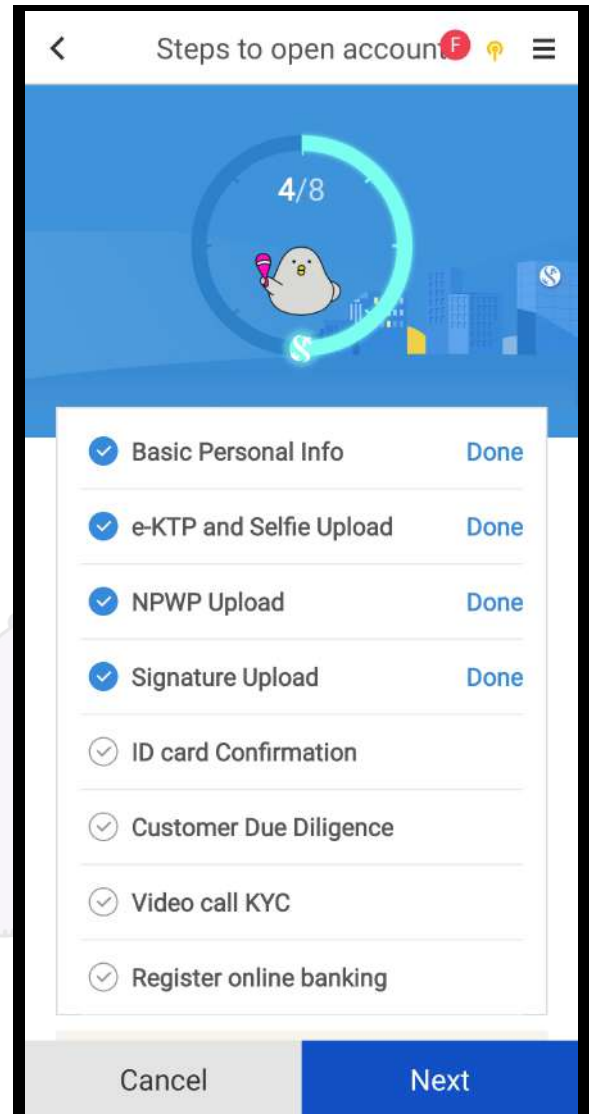 Steps to open account
F
4/8
Basic Personal Info Done
e-KTP and Selfie Upload Done
NPWP Upload Done
Signature Upload Done
ID card Confirmation
Customer Due Diligence
Video call KYC
Register online banking
Cancel Next